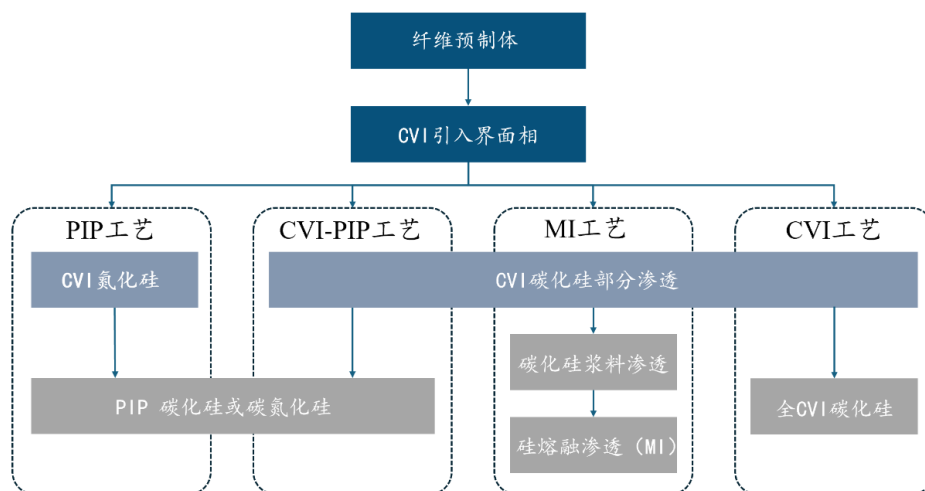 纤维预制体
CVI引入界面相
PIP工艺
CVI-PIP工艺
MI工艺
CVI工艺
CVI氮化硅
CVI碳化硅部分渗透
碳化硅浆料渗透
PIP 碳化硅或碳氮化硅
全CVI碳化硅
硅熔融渗透（MI）